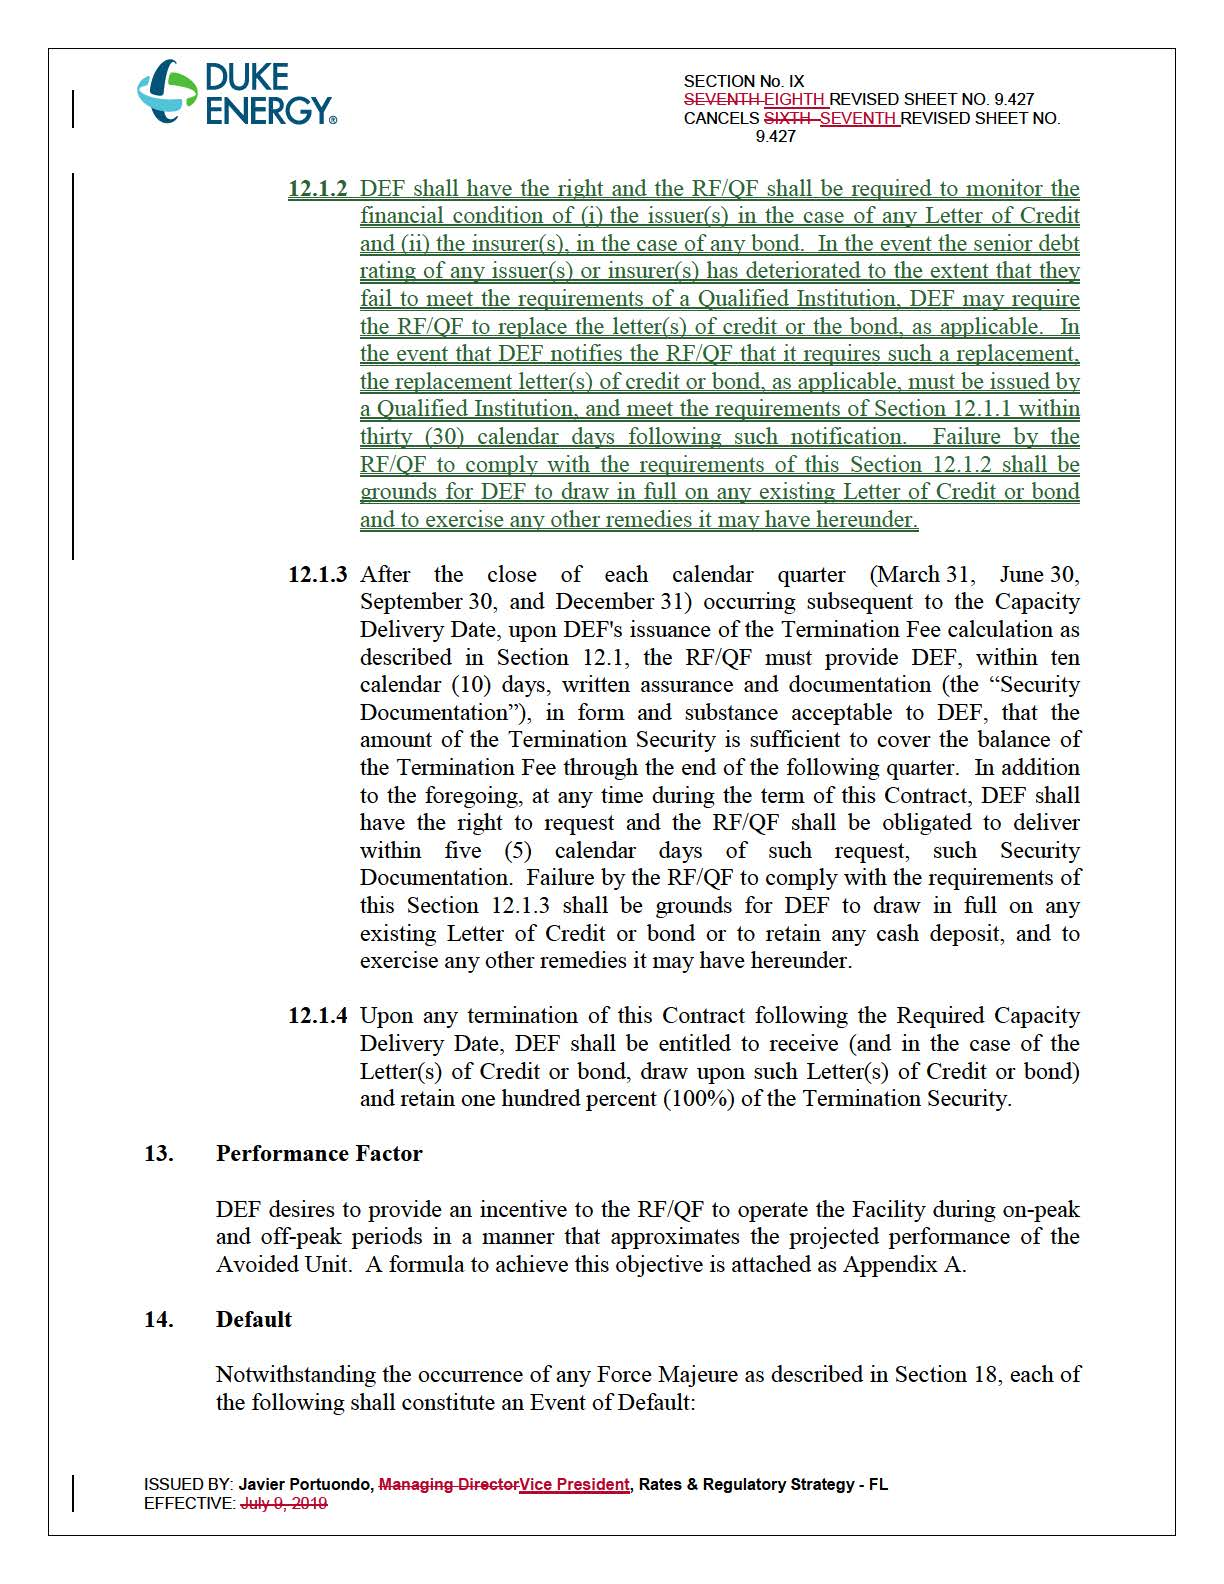 DUKE
ENERGY®
SECTION No. IX
SEVENTH EIGHTH REVISED SHEET NO. 9.427
CANCELS SIXTH SEVENTH REVISED SHEET NO.
9.427
12.1.2 DEF shall have the right and the RF/QF shall be required to monitor the
financial condition of (i) the issuer(s) in the case of any Letter of Credit
and (ii) the insurer(s), in the case of any bond. In the event the senior debt
rating of any issuer(s) or insurer(s) has deteriorated to the extent that they
fail to meet the requirements of a Qualified Institution, DEF may require
the RF/QF to replace the letter(s) of credit or the bond, as applicable. In
the event that DEF notifies the RF/QF that it requires such a replacement,
the replacement letter(s) of credit or bond, as applicable, must be issued by
a Qualified Institution, and meet the requirements of Section 12.1.1 within
thirty (30) calendar days following such notification. Failure by the
RF/QF to comply with the requirements of this Section 12.1.2 shall be
grounds for DEF to draw in full on any existing Letter of Credit or bond
and to exercise any other remedies it may have hereunder.
12.1.3 After the close of each calendar quarter (March 31, June 30,
September 30, and December 31) occurring subsequent to the Capacity
Delivery Date, upon DEF's issuance of the Termination Fee calculation as
described in Section 12.1, the RF/QF must provide DEF, within ten
calendar (10) days, written assurance and documentation (the “Security
Documentation”), in form and substance acceptable to DEF, that the
amount of the Termination Security is sufficient to cover the balance of
the Termination Fee through the end of the following quarter. In addition
to the foregoing, at any time during the term of this Contract, DEF shall
have the right to request and the RF/QF shall be obligated to deliver
within five (5) calendar days of such request, such Security
Documentation. Failure by the RF/QF to comply with the requirements of
this Section 12.1.3 shall be grounds for DEF to draw in full on any
existing Letter of Credit or bond or to retain any cash deposit, and to
exercise any other remedies it may have hereunder.
12.1.4 Upon any termination of this Contract following the Required Capacity
Delivery Date, DEF shall be entitled to receive (and in the case of the
Letter(s) of Credit or bond, draw upon such Letter(s) of Credit or bond)
and retain one hundred percent (100%) of the Termination Security.
13. Performance Factor
DEF desires to provide an incentive to the RF/QF to operate the Facility during on-peak
and off-peak periods in a manner that approximates the projected performance of the
Avoided Unit. A formula to achieve this objective is attached as Appendix A.
14. Default
Notwithstanding the occurrence of any Force Majeure as described in Section 18, each of
the following shall constitute an Event of Default:
ISSUED BY: Javier Portuondo, Managing DirectorVice President, Rates & Regulatory Strategy - FL
EFFECTIVE: July 9, 2019